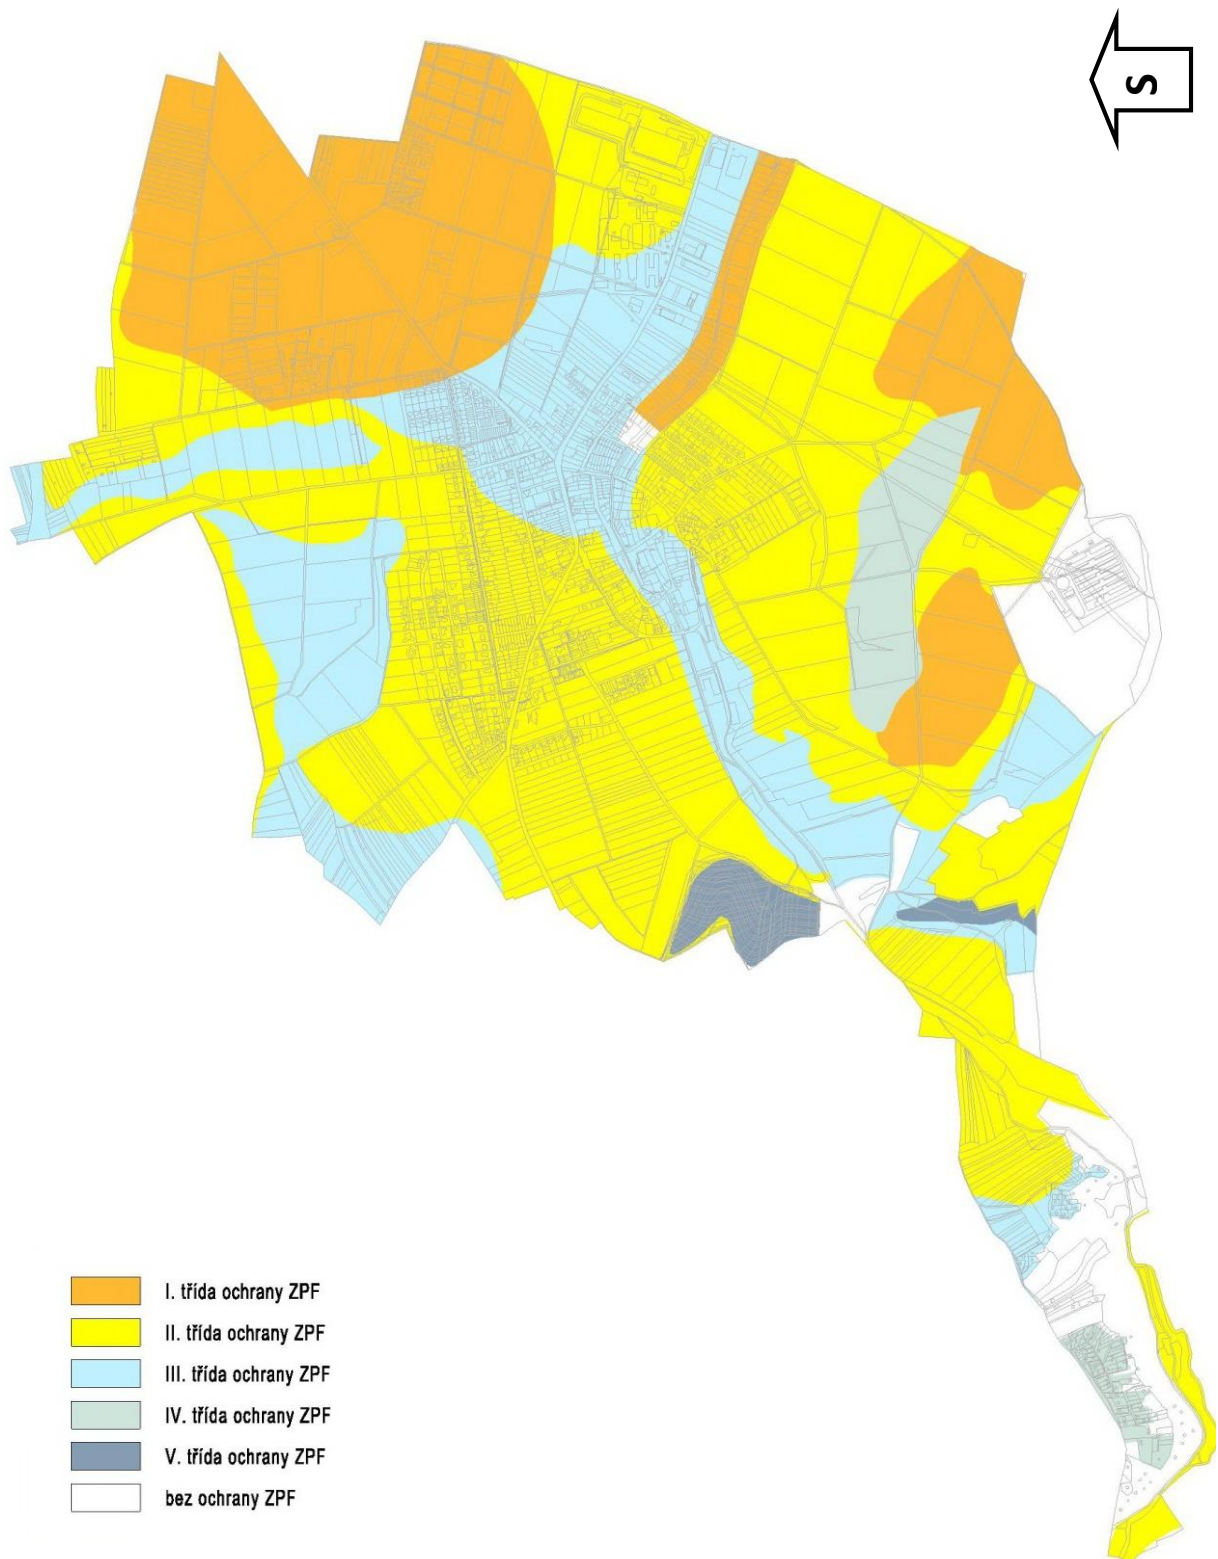 S
I. třída ochrany ZPF
II. třída ochrany ZPF
III. třída ochrany ZPF
IV. třída ochrany ZPF
V. třída ochrany ZPF
bez ochrany ZPF